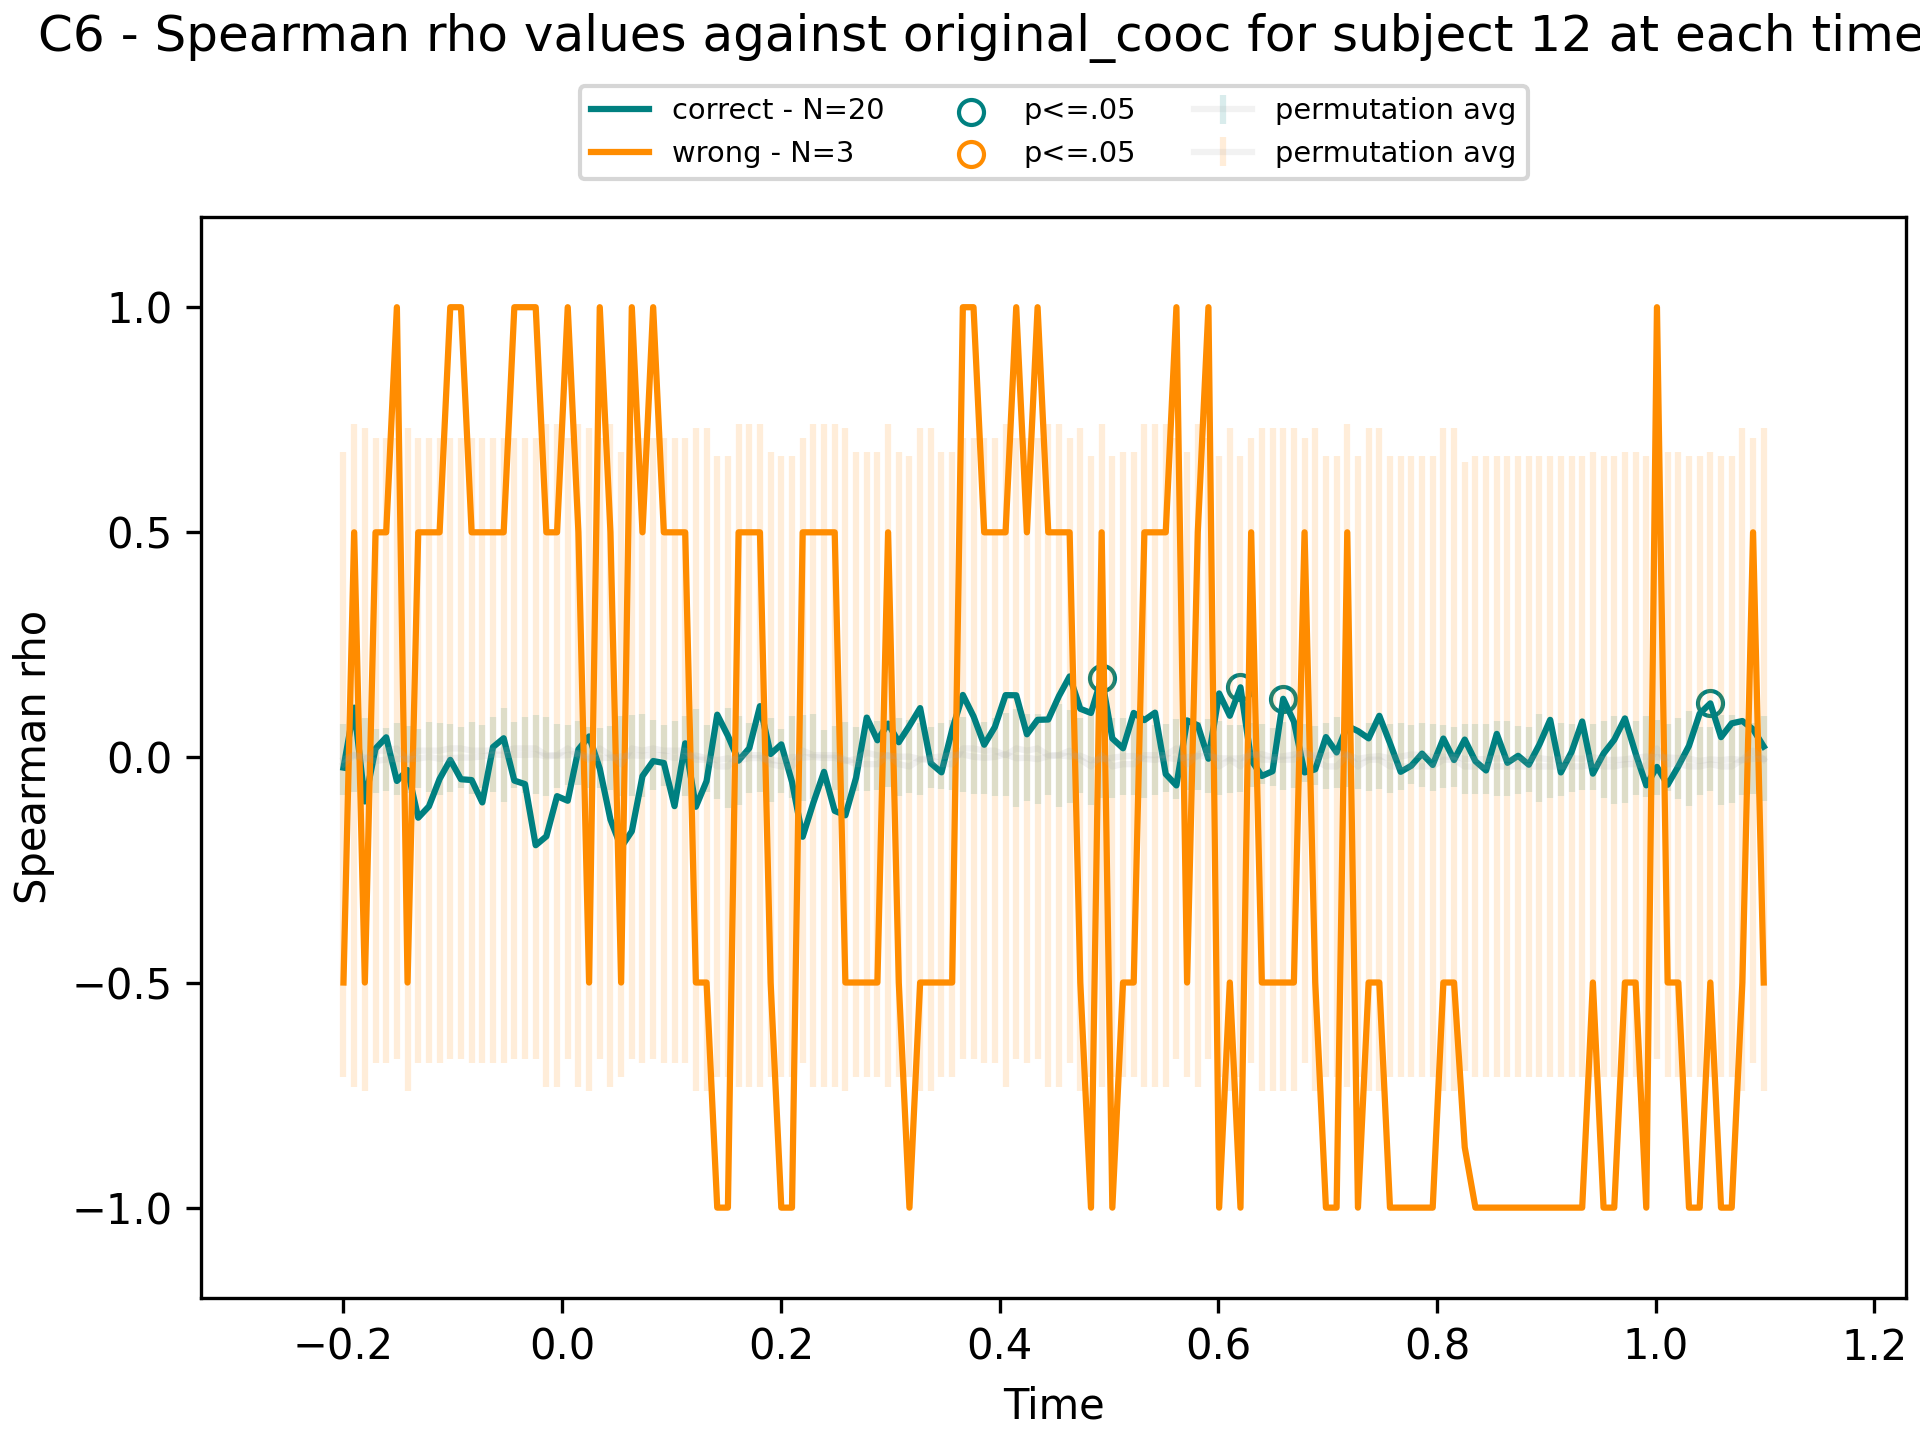 C6 - Spearman rho values against original_cooc for subject 12 at each time
correct - N=20 p<=.05 permutation avg
wrong - N=3 p<=.05 permutation avg
1.0
0.5
0.0
−0.5
−1.0
Spearman rho
−0.2 0.0 0.2 0.4 0.6 0.8 1.0 1.2
Time